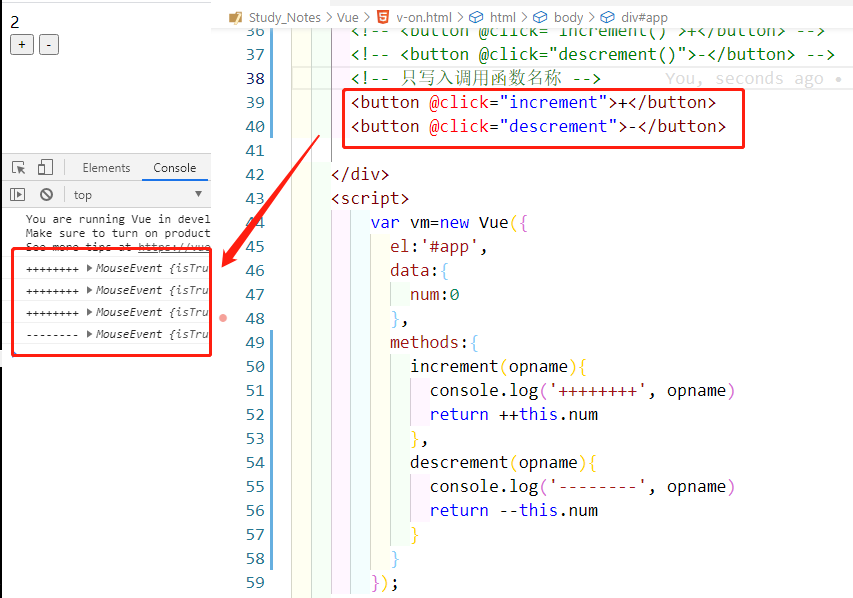 2
+ -
Elements Console
top
You are running Vue in devel
Make sure to turn on product
See more tips at https://vue
++++++++ ▶ MouseEvent {isTru
++++++++ ▶ MouseEvent {isTru
++++++++ ▶ MouseEvent {isTru
-------- ▶ MouseEvent {isTru
Study_Notes > Vue > v-on.html > html > body > div#app
36 <!-- <button @click="increment()">+</button> -->
37 <!-- <button @click="descrement()">-</button> -->
38 <!-- 只写入调用函数名称 --> You, seconds ago •
39 <button @click="increment">+</button>
40 <button @click="descrement">-</button>
41
42 </div>
43 <script>
44 var vm=new Vue({
45 el:'#app',
46 data:{
47 num:0
48 },
49 methods:{
50 increment(opname){
51 console.log('++++++++', opname)
52 return ++this.num
53 },
54 descrement(opname){
55 console.log('--------', opname)
56 return --this.num
57 }
58 }
59 });